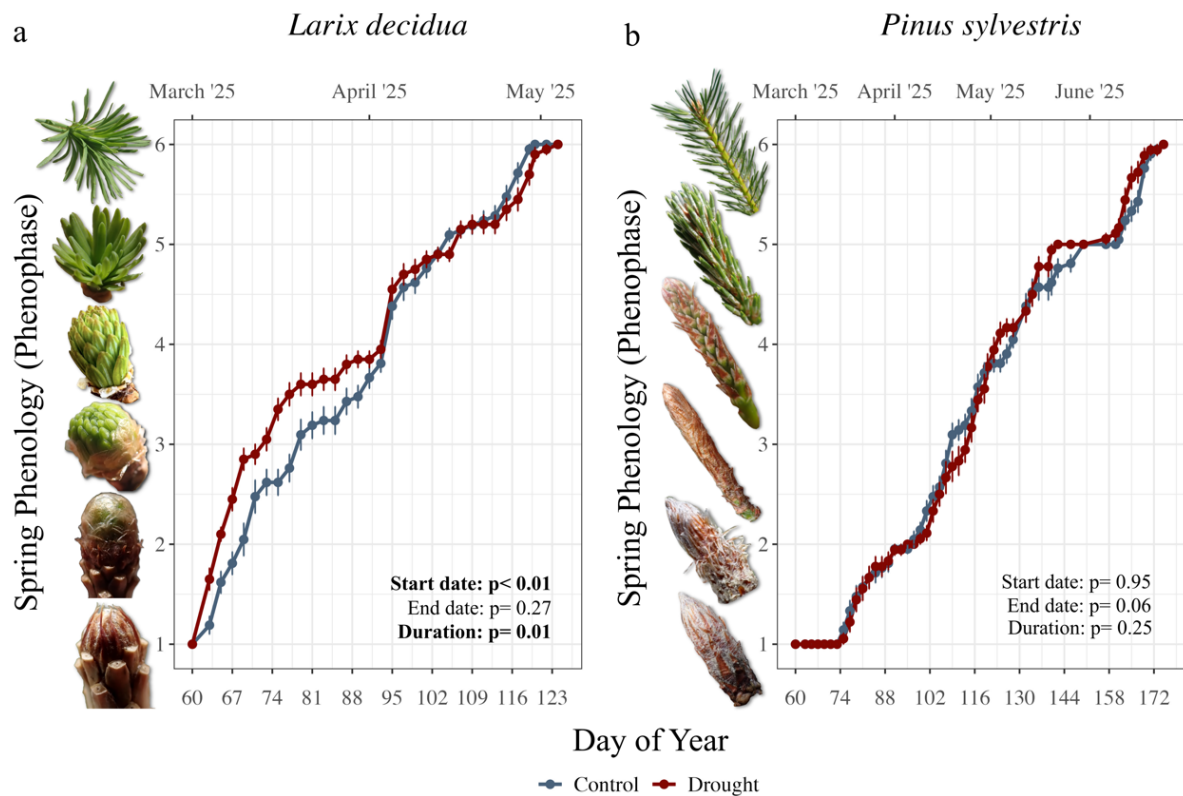 a
Larix decidua
b
Pinus sylvestris
March '25 April '25 May '25
March '25 April '25 May '25 June '25
Spring Phenology (Phenophase)
6
5
4
3
2
1
Start date: p< 0.01
End date: p= 0.27
Duration: p= 0.01
60 67 74 81 88 95 102 109 116 123
Spring Phenology (Phenophase)
6
5
4
3
2
1
Start date: p= 0.95
End date: p= 0.06
Duration: p= 0.25
60 74 88 102 116 130 144 158 172
Day of Year
Control Drought